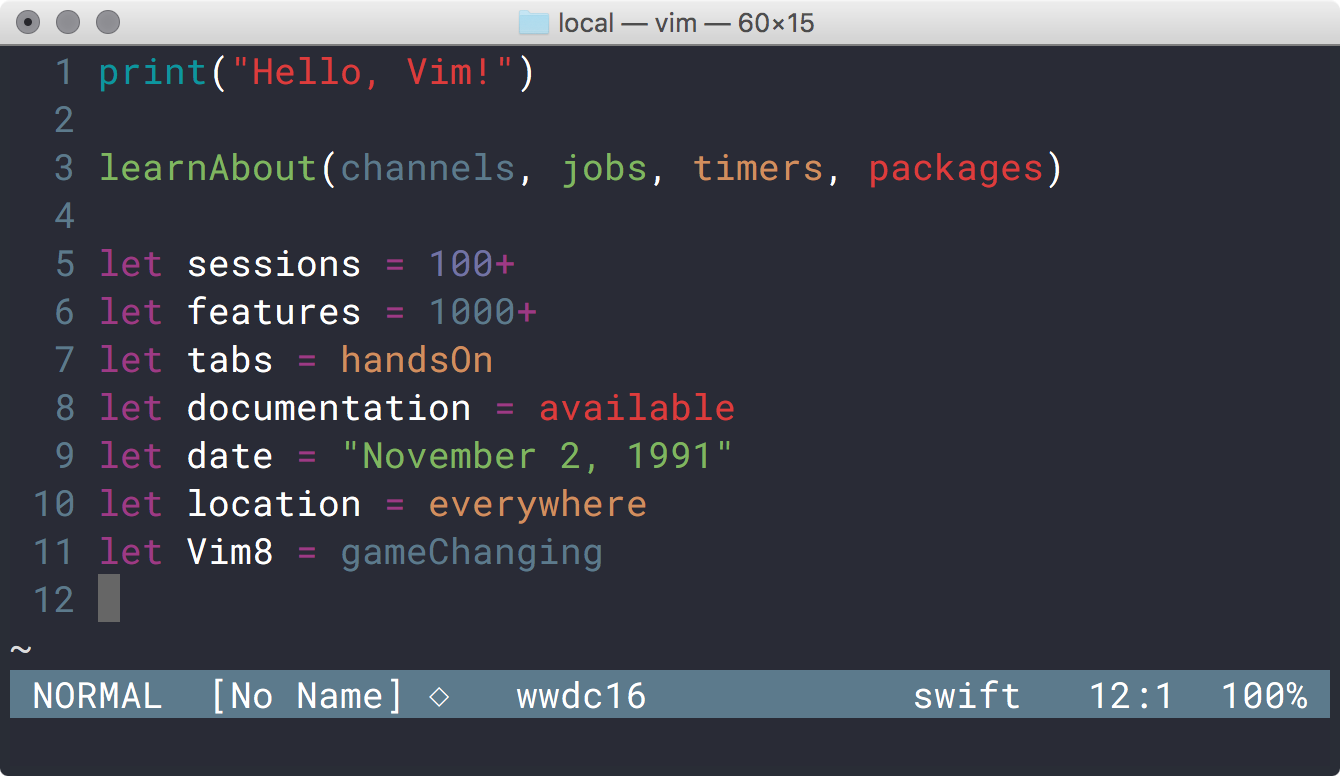 local — vim — 60×15
1 print("Hello, Vim!")
2
3 learnAbout(channels, jobs, timers, packages)
4
5 let sessions = 100+
6 let features = 1000+
7 let tabs = handsOn
8 let documentation = available
9 let date = "November 2, 1991"
10 let location = everywhere
11 let Vim8 = gameChanging
12
~
NORMAL [No Name] ◇ wwdc16 swift 12:1 100%